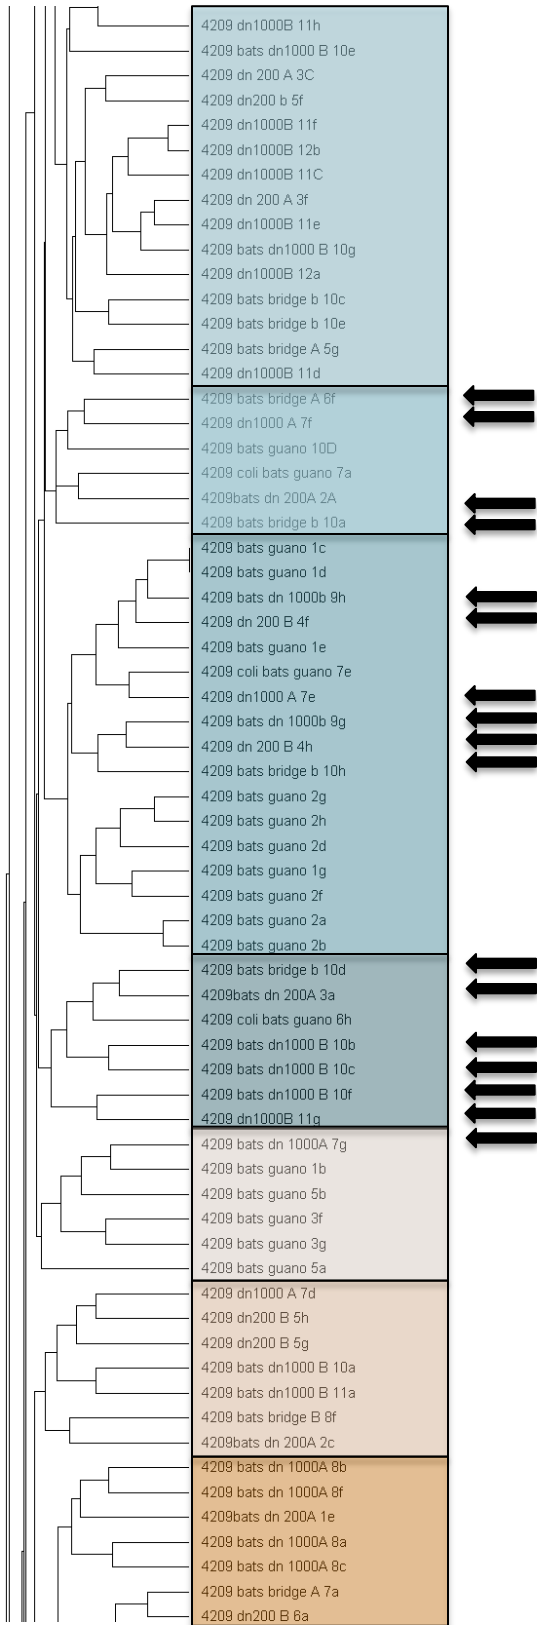 4209 dn1000B 11h
4209 bats dn1000 B 10e
4209 dn 200 A 3C
4209 dn200 b 5f
4209 dn1000B 11f
4209 dn1000B 12b
4209 dn1000B 11C
4209 dn 200 A 3f
4209 dn1000B 11e
4209 bats dn1000 B 10g
4209 dn1000B 12a
4209 bats bridge b 10c
4209 bats bridge b 10e
4209 bats bridge A 5g
4209 dn1000B 11d
4209 bats bridge A 6f
4209 dn1000 A 7f
4209 bats guano 10D
4209 coli bats guano 7a
4209bats dn 200A 2A
4209 bats bridge b 10a
4209 bats guano 1c
4209 bats guano 1d
4209 bats dn 1000b 9h
4209 dn 200 B 4f
4209 bats guano 1e
4209 coli bats guano 7e
4209 dn1000 A 7e
4209 bats dn 1000b 9g
4209 dn 200 B 4h
4209 bats bridge b 10h
4209 bats guano 2g
4209 bats guano 2h
4209 bats guano 2d
4209 bats guano 1g
4209 bats guano 2f
4209 bats guano 2a
4209 bats guano 2b
4209 bats bridge b 10d
4209bats dn 200A 3a
4209 coli bats guano 6h
4209 bats dn1000 B 10b
4209 bats dn1000 B 10c
4209 bats dn1000 B 10f
4209 dn1000B 11g
4209 bats dn 1000A 7g
4209 bats guano 1b
4209 bats guano 5b
4209 bats guano 3f
4209 bats guano 3g
4209 bats guano 5a
4209 dn1000 A 7d
4209 dn200 B 5h
4209 dn200 B 5g
4209 bats dn1000 B 10a
4209 bats dn1000 B 11a
4209 bats bridge B 8f
4209bats dn 200A 2c
4209 bats dn 1000A 8b
4209 bats dn 1000A 8f
4209bats dn 200A 1e
4209 bats dn 1000A 8a
4209 bats dn 1000A 8c
4209 bats bridge A 7a
4209 dn200 B 6a